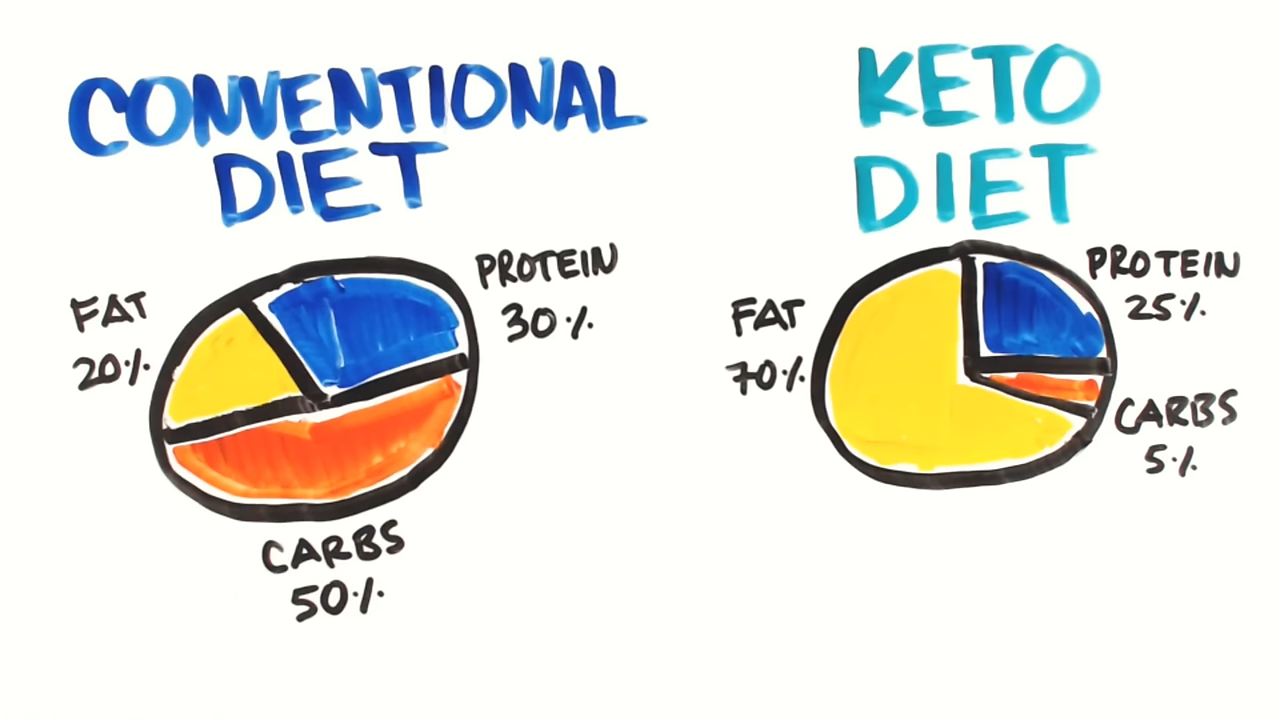 CONVENTIONAL
DIET
FAT
20%
PROTEIN
30%
CARBS
50%
KETO
DIET
FAT
70%
PROTEIN
25%
CARBS
5%